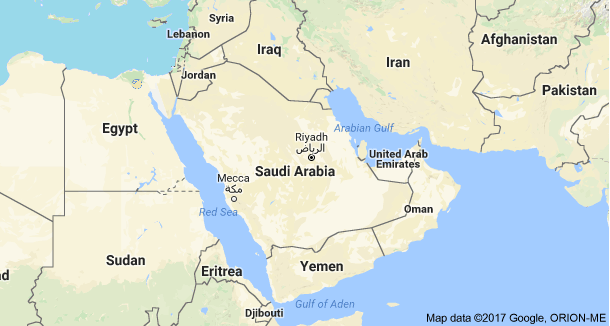 Syria
Lebanon
Afghanistan
Iraq
Iran
Jordan
Pakistan
Egypt
Arabian Gulf
Riyadh
الرياض
United Arab
Emirates
Saudi Arabia
Mecca
مكة
Red Sea
Oman
Sudan
Eritrea
Yemen
ad
Gulf of Aden
Djibouti
Map data ©2017 Google, ORION-ME